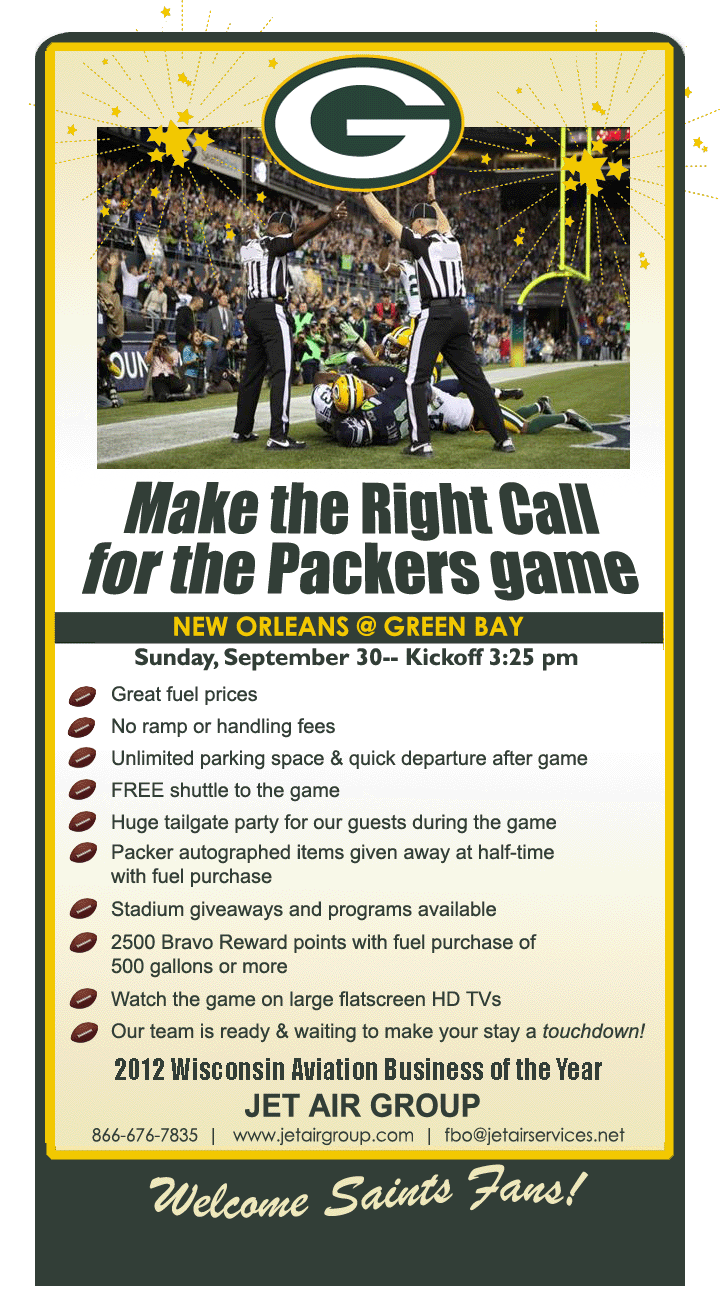 G
OUN
Make the Right Call
for the Packers game
NEW ORLEANS @ GREEN BAY
Sunday, September 30-- Kickoff 3:25 pm
Great fuel prices
No ramp or handling fees
Unlimited parking space & quick departure after game
FREE shuttle to the game
Huge tailgate party for our guests during the game
Packer autographed items given away at half-time
with fuel purchase
Stadium giveaways and programs available
2500 Bravo Reward points with fuel purchase of
500 gallons or more
Watch the game on large flatscreen HD TVs
Our team is ready & waiting to make your stay a touchdown!
2012 Wisconsin Aviation Business of the Year
JET AIR GROUP
866-676-7835 | www.jetairgroup.com | fbo@jetairservices.net
Welcome Saints Fans!